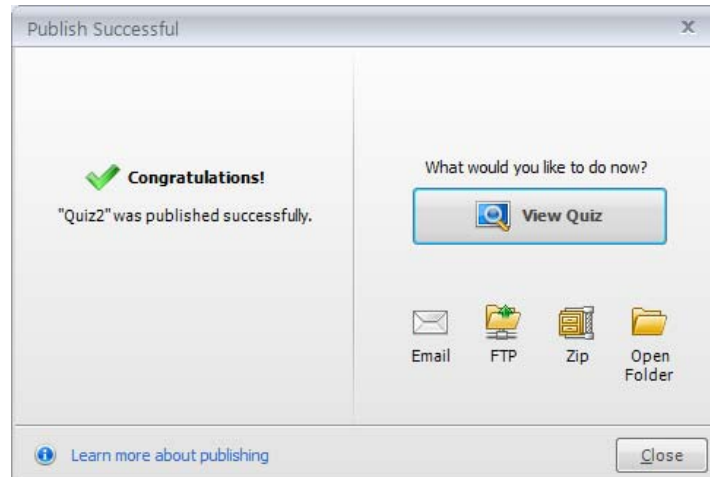 Publish Successful
X
Congratulations!
"Quiz2" was published successfully.
What would you like to do now?
View Quiz
Email
FTP
Zip
Open
Folder
Learn more about publishing
Close